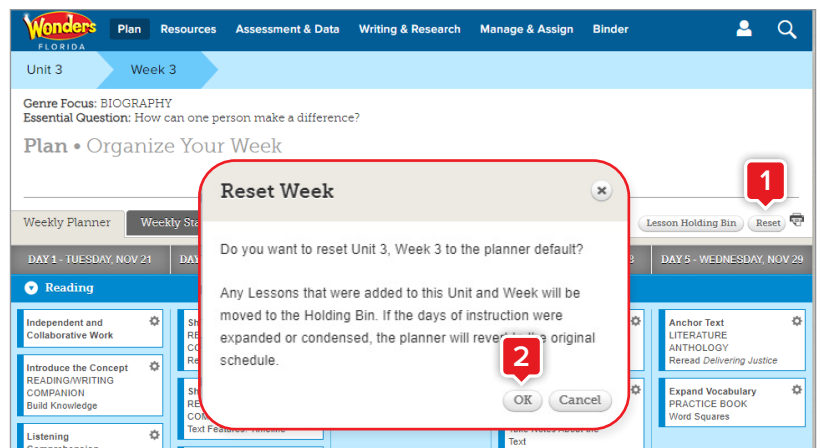 Wonders
FLORIDA
Plan
Resources
Assessment & Data
Writing & Research
Manage & Assign
Binder
Unit 3
Week 3
Genre Focus: BIOGRAPHY
Essential Question: How can one person make a difference?
Plan • Organize Your Week
1
Weekly Planner
Weekly Sta
Lesson Holding Bin
Reset
Reset Week
Do you want to reset Unit 3, Week 3 to the planner default?
Any Lessons that were added to this Unit and Week will be
moved to the Holding Bin. If the days of instruction were
expanded or condensed, the planner will original
schedule.
2
OK
Cancel
DAY 1 - TUESDAY, NOV 21
DAY 5 - WEDNESDAY, NOV 29
Reading
Independent and
Collaborative Work
Introduce the Concept
READING/WRITING
COMPANION
Build Knowledge
Listening
Text
Anchor Text
LITERATURE
ANTHOLOGY
Reread Delivering Justice
Expand Vocabulary
PRACTICE BOOK
Word Squares